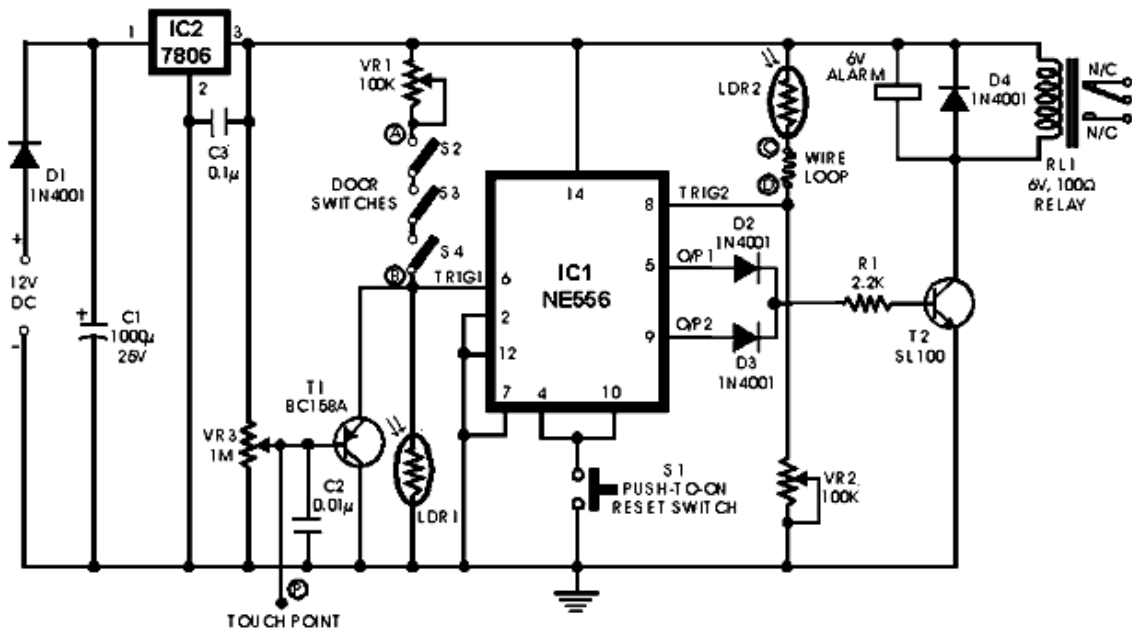 1
IC2
7806
3
2
C3
0.1μ
D1
1N4001
+
12V
DC
-
+
C1
1000μ
25V
VR1
100K
A
S2
DOOR
SWITCHES
S3
S4
B
TRIG1
6
2
12
7
4
10
14
IC1
NE556
8
5
9
TRIG2
O/P1
O/P2
LDR2
C
WIRE
LOOP
D
D2
1N4001
D3
1N4001
R1
2.2K
6V
ALARM
D4
1N4001
N/C
N/C
RL1
6V, 100Ω
RELAY
T2
SL100
T1
BC158A
VR3
1M
C2
0.01μ
LDR1
S1
PUSH-TO-ON
RESET SWITCH
VR2
100K
P
TOUCH POINT